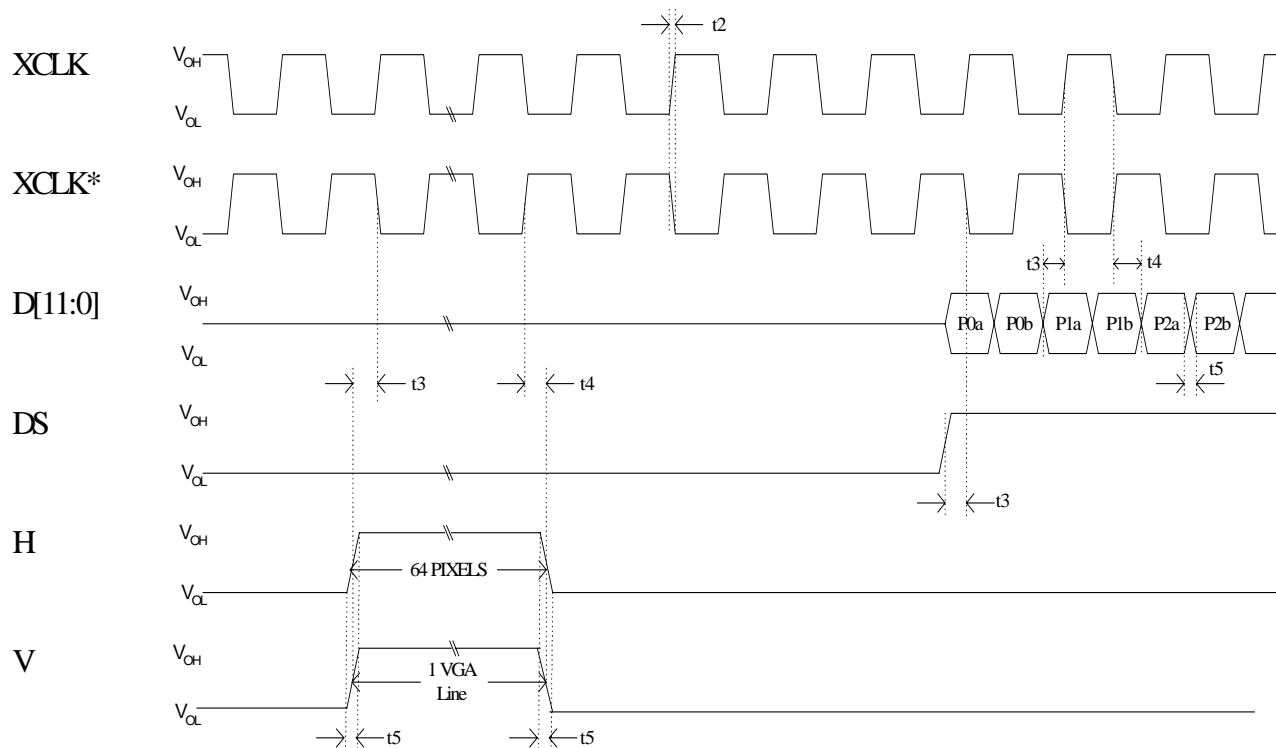 t2
XCLK
VOH
VOL
XCLK*
VOH
VOL
t3
t4
D[11:0]
VOH
VOL
P0a P0b P1a P1b P2a P2b
t3
t4
t5
DS
VOH
VOL
t3
H
VOH
VOL
64 PIXELS
V
VOH
VOL
1 VGA
Line
t5
t5